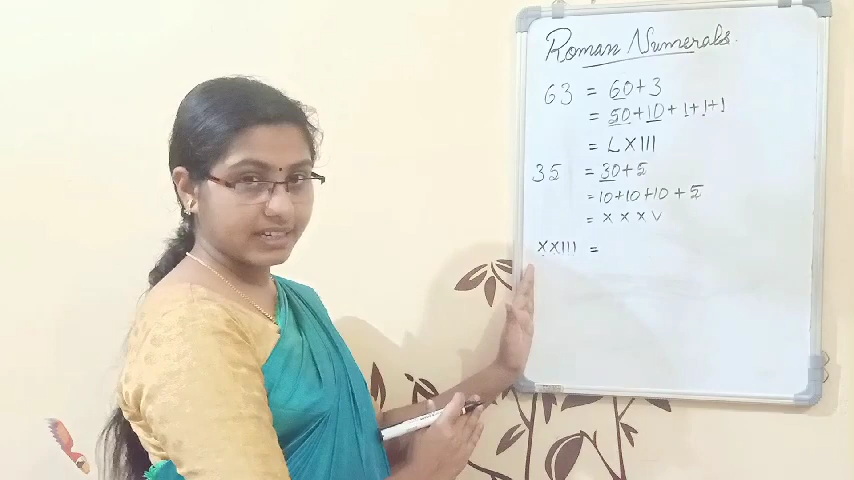 Roman Numerals.
63 = 60+3
= 50+10+1+1+1
= LXIII
35 = 30+5
=10+10+10+5
= X X X V
XXIII =